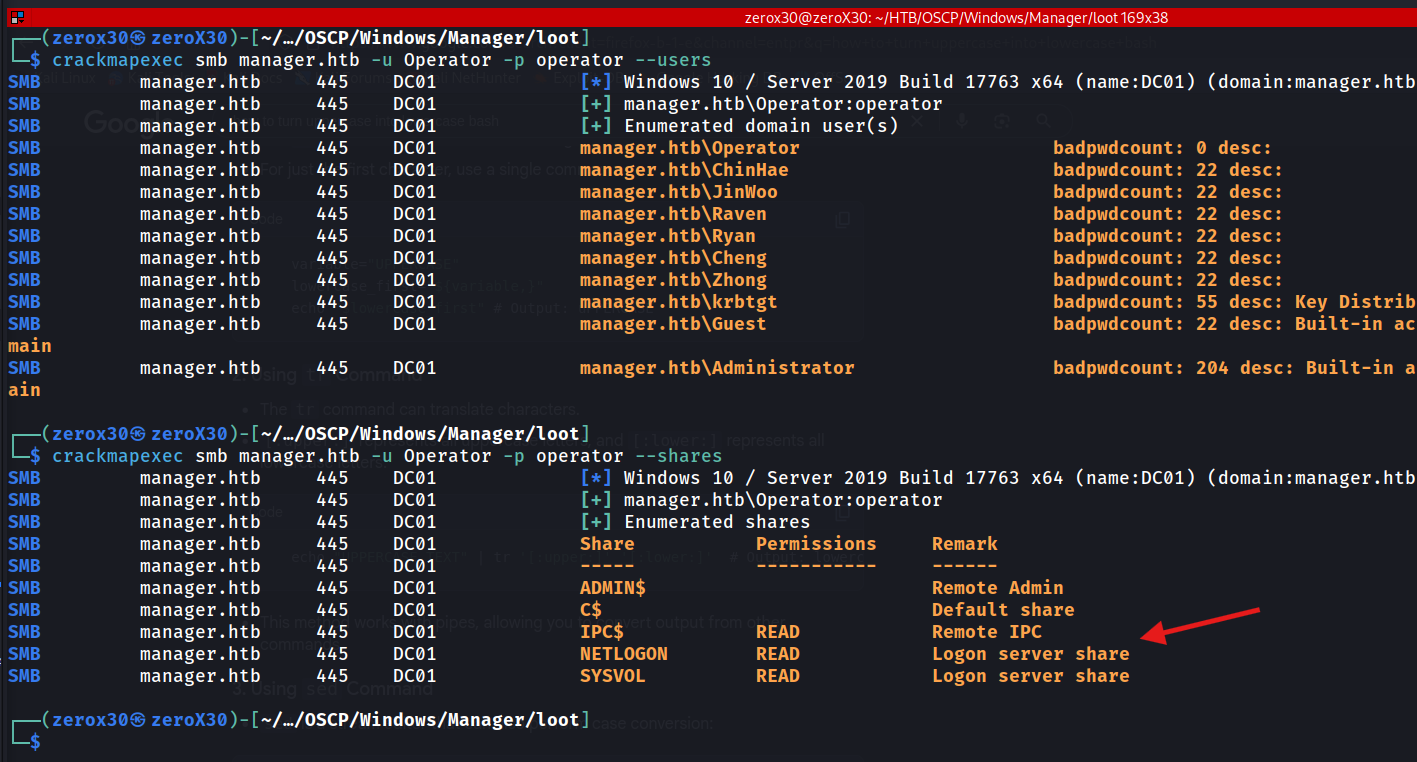 zerox30@zeroX30: ~/HTB/OSCP/Windows/Manager/loot 169x38
┌──(zerox30㉿ zeroX30)-[~/…/OSCP/Windows/Manager/loot]
└─$ crackmapexec smb manager.htb -u Operator -p operator --users
SMB manager.htb 445 DC01 [*] Windows 10 / Server 2019 Build 17763 x64 (name:DC01) (domain:manager.htb
SMB manager.htb 445 DC01 [+] manager.htb\Operator:operator
SMB manager.htb 445 DC01 [+] Enumerated domain user(s)
SMB manager.htb 445 DC01 manager.htb\Operator badpwdcount: 0 desc:
SMB manager.htb 445 DC01 manager.htb\ChinHae badpwdcount: 22 desc:
SMB manager.htb 445 DC01 manager.htb\JinWoo badpwdcount: 22 desc:
SMB manager.htb 445 DC01 manager.htb\Raven badpwdcount: 22 desc:
SMB manager.htb 445 DC01 manager.htb\Ryan badpwdcount: 22 desc:
SMB manager.htb 445 DC01 manager.htb\Cheng badpwdcount: 22 desc:
SMB manager.htb 445 DC01 manager.htb\Zhong badpwdcount: 22 desc:
SMB manager.htb 445 DC01 manager.htb\krbtgt badpwdcount: 55 desc: Key Distrib
SMB manager.htb 445 DC01 manager.htb\Guest badpwdcount: 22 desc: Built-in ac
main
SMB manager.htb 445 DC01 manager.htb\Administrator badpwdcount: 204 desc: Built-in a
ain
┌──(zerox30㉿ zeroX30)-[~/…/OSCP/Windows/Manager/loot]
└─$ crackmapexec smb manager.htb -u Operator -p operator --shares
SMB manager.htb 445 DC01 [*] Windows 10 / Server 2019 Build 17763 x64 (name:DC01) (domain:manager.htb
SMB manager.htb 445 DC01 [+] manager.htb\Operator:operator
SMB manager.htb 445 DC01 [+] Enumerated shares
SMB manager.htb 445 DC01 Share Permissions Remark
SMB manager.htb 445 DC01 ----- ----------- ------
SMB manager.htb 445 DC01 ADMIN$ Remote Admin
SMB manager.htb 445 DC01 C$ Default share
SMB manager.htb 445 DC01 IPC$ READ Remote IPC
SMB manager.htb 445 DC01 NETLOGON READ Logon server share
SMB manager.htb 445 DC01 SYSVOL READ Logon server share
┌──(zerox30㉿ zeroX30)-[~/…/OSCP/Windows/Manager/loot]
└─$